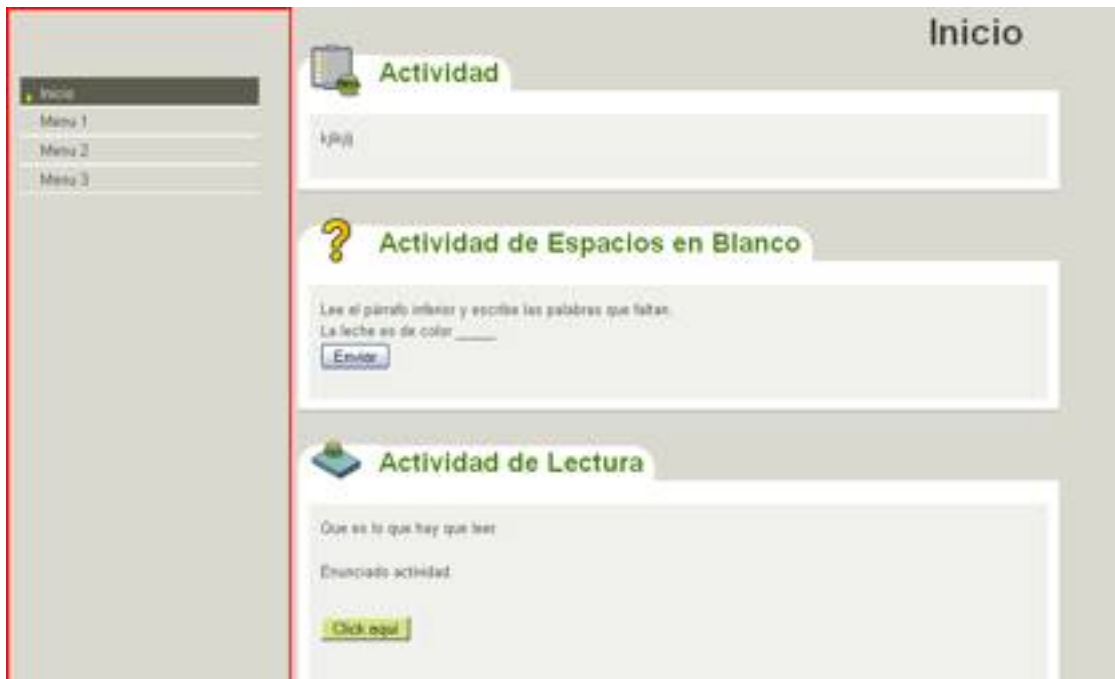 Inicio
Inicio
Menu 1
Menu 2
Menu 3
Actividad
Actividad de Espacios en Blanco
Lee el párrafo inferior y escribe las palabras que faltan.
La leche es de color _____
Enviar
Actividad de Lectura
Que es lo que hay que leer
Enunciado actividad
Click aquí